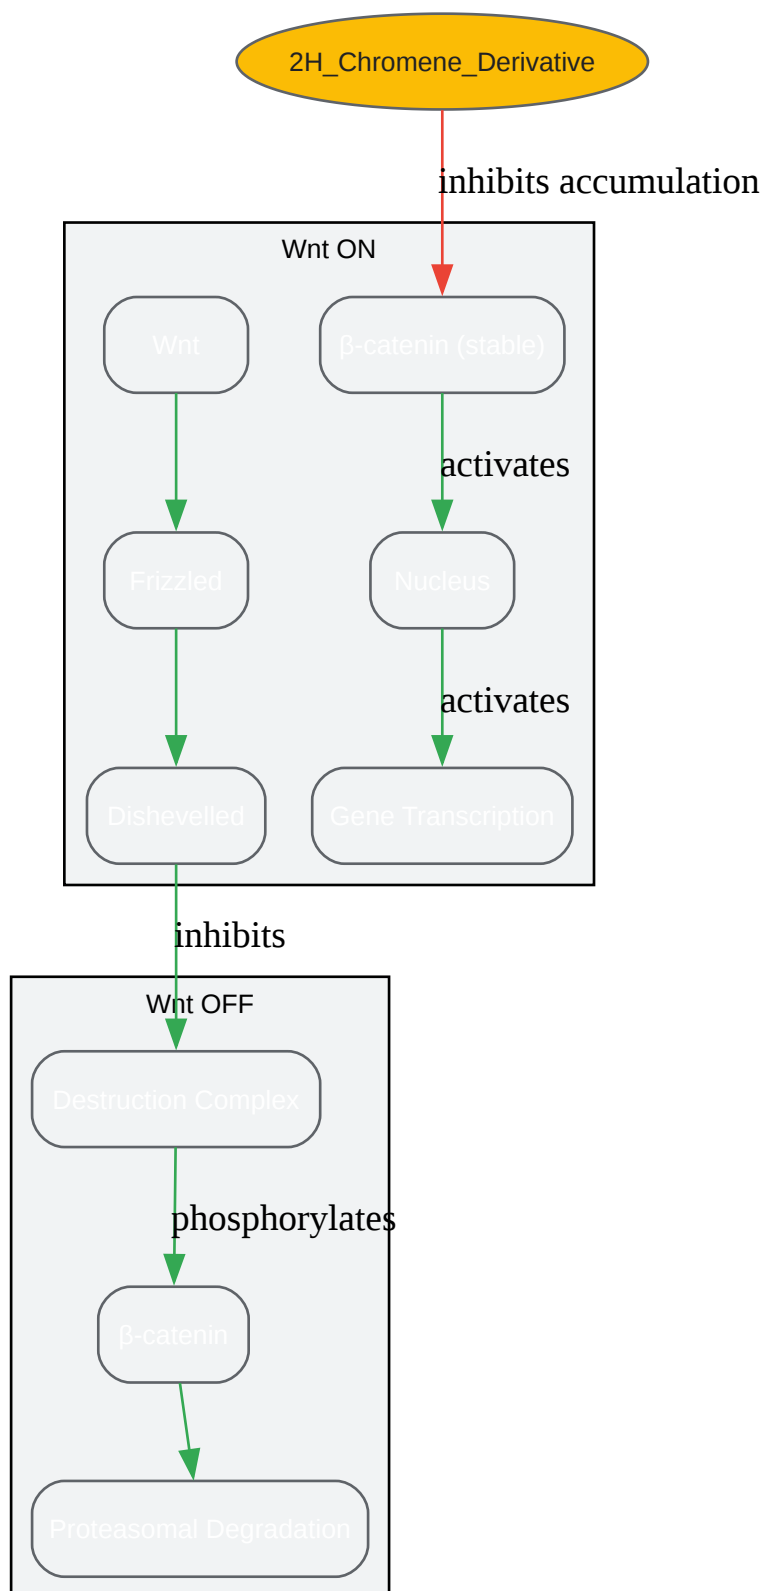 2H_Chromene_Derivative
inhibits accumulation
Wnt ON
Wnt
β-catenin (stable)
activates
Frizzled
Nucleus
activates
Dishevelled
Gene Transcription
inhibits
Wnt OFF
Destruction Complex
phosphorylates
β-catenin
Proteasomal Degradation